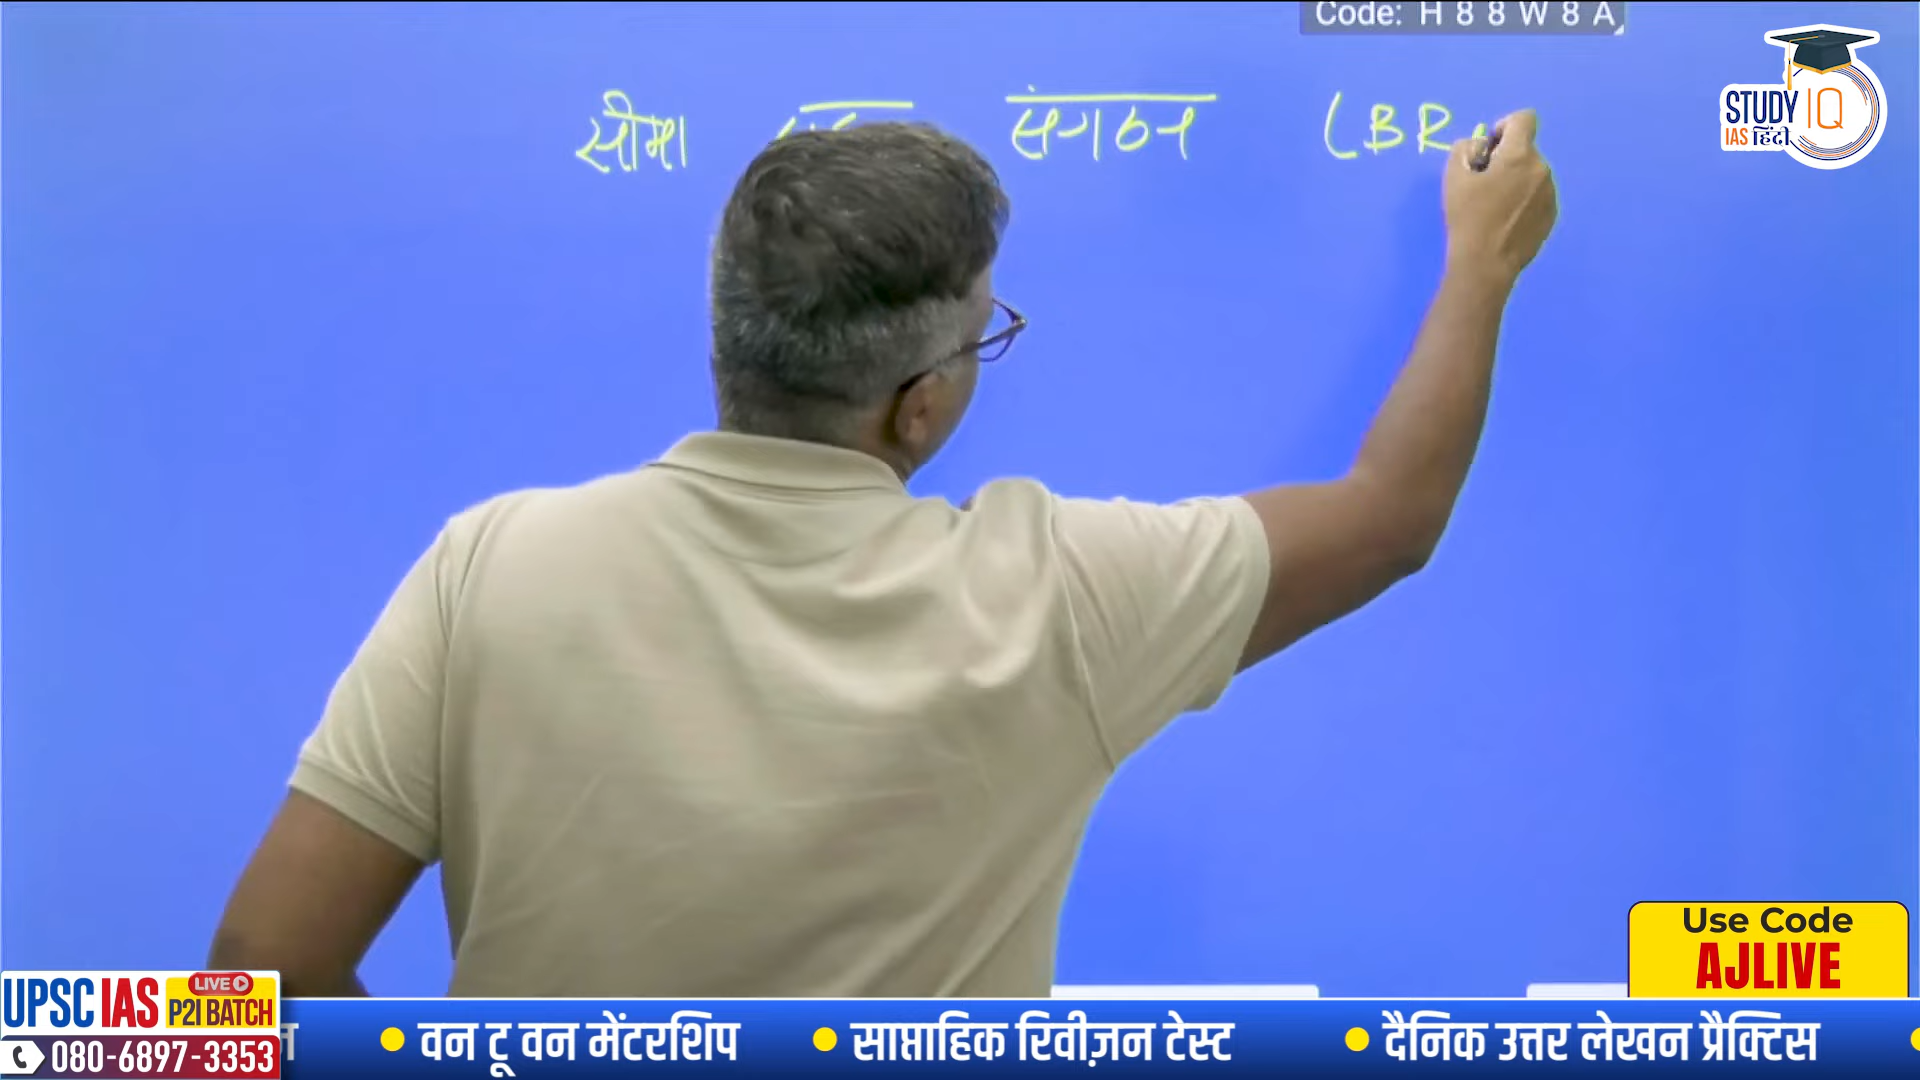 Code: H 8 8 W 8 A
STUDY IQ
IAS हिंदी
सीमा संगठन (BR
Use Code
AJLIVE
UPSC IAS LIVE P2I BATCH
080-6897-3353
वन टू वन मेंटरशिप साप्ताहिक रिवीज़न टेस्ट दैनिक उत्तर लेखन प्रैक्टिस